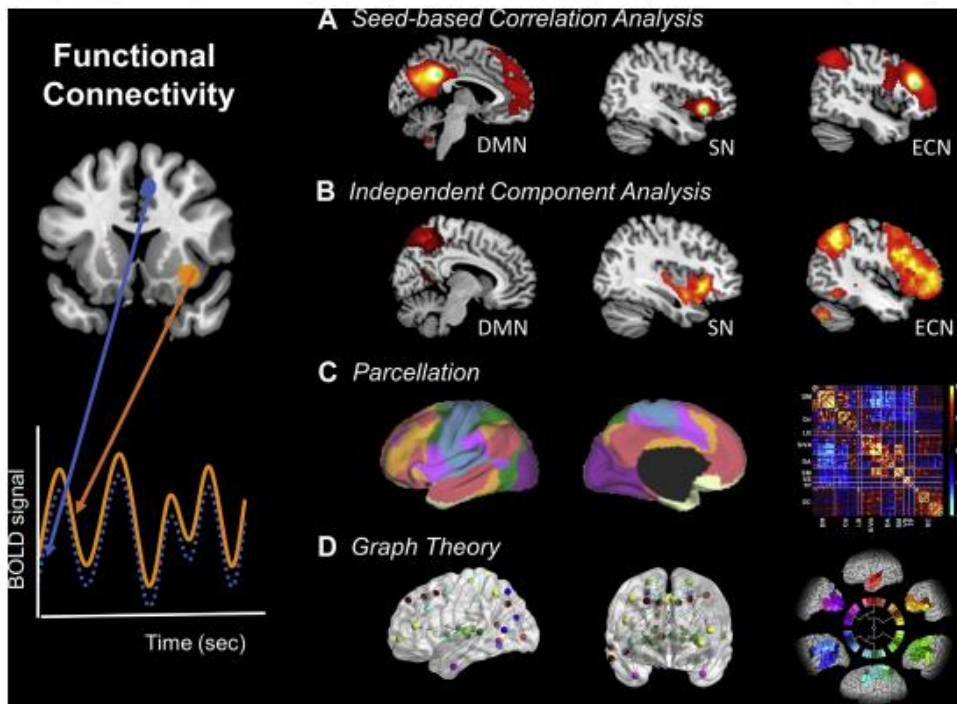 Functional
Connectivity
BOLD signal
Time (sec)
A Seed-based Correlation Analysis
DMN
SN
ECN
B Independent Component Analysis
DMN
SN
ECN
C Parcellation
D Graph Theory